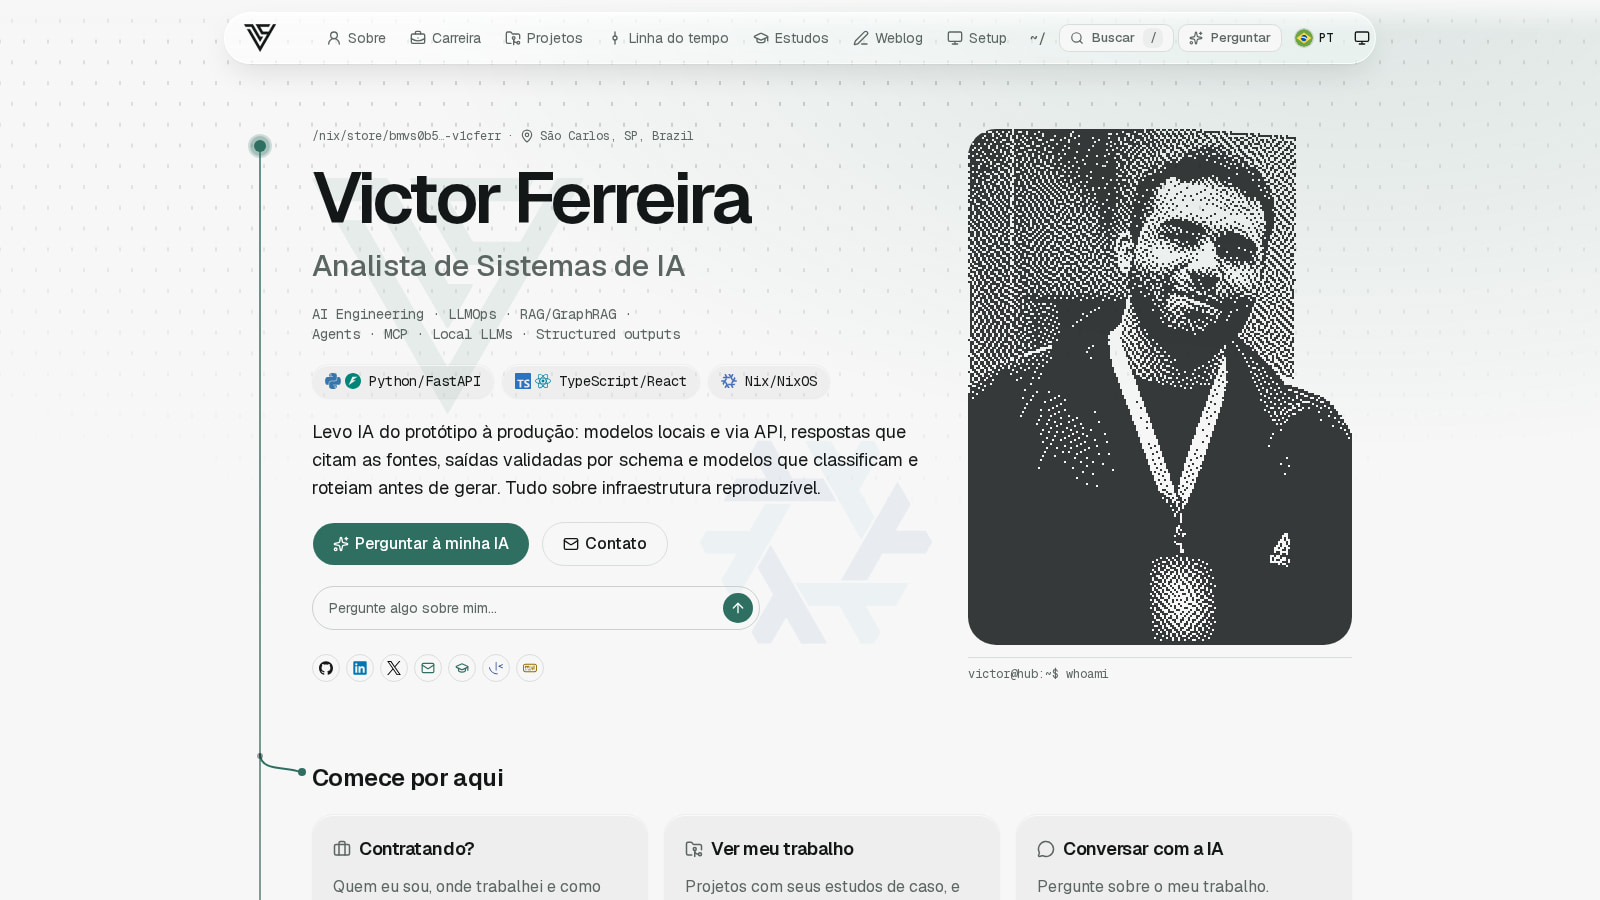 Sobre
Carreira
Projetos
Linha do tempo
Estudos
Weblog
Setup
~/
Buscar /
Perguntar
PT
/nix/store/bmvs0b5…-v1cferr · São Carlos, SP, Brazil
Victor Ferreira
Analista de Sistemas de IA
AI Engineering · LLMOps · RAG/GraphRAG ·
Agents · MCP · Local LLMs · Structured outputs
Python/FastAPI
TS TypeScript/React
Nix/NixOS
Levo IA do protótipo à produção: modelos locais e via API, respostas que
citam as fontes, saídas validadas por schema e modelos que classificam e
roteiam antes de gerar. Tudo sobre infraestrutura reproduzível.
Perguntar à minha IA
Contato
Pergunte algo sobre mim...
in
victor@hub:~$ whoami
Comece por aqui
Contratando?
Quem eu sou, onde trabalhei e como
Ver meu trabalho
Projetos com seus estudos de caso, e
Conversar com a IA
Pergunte sobre o meu trabalho.